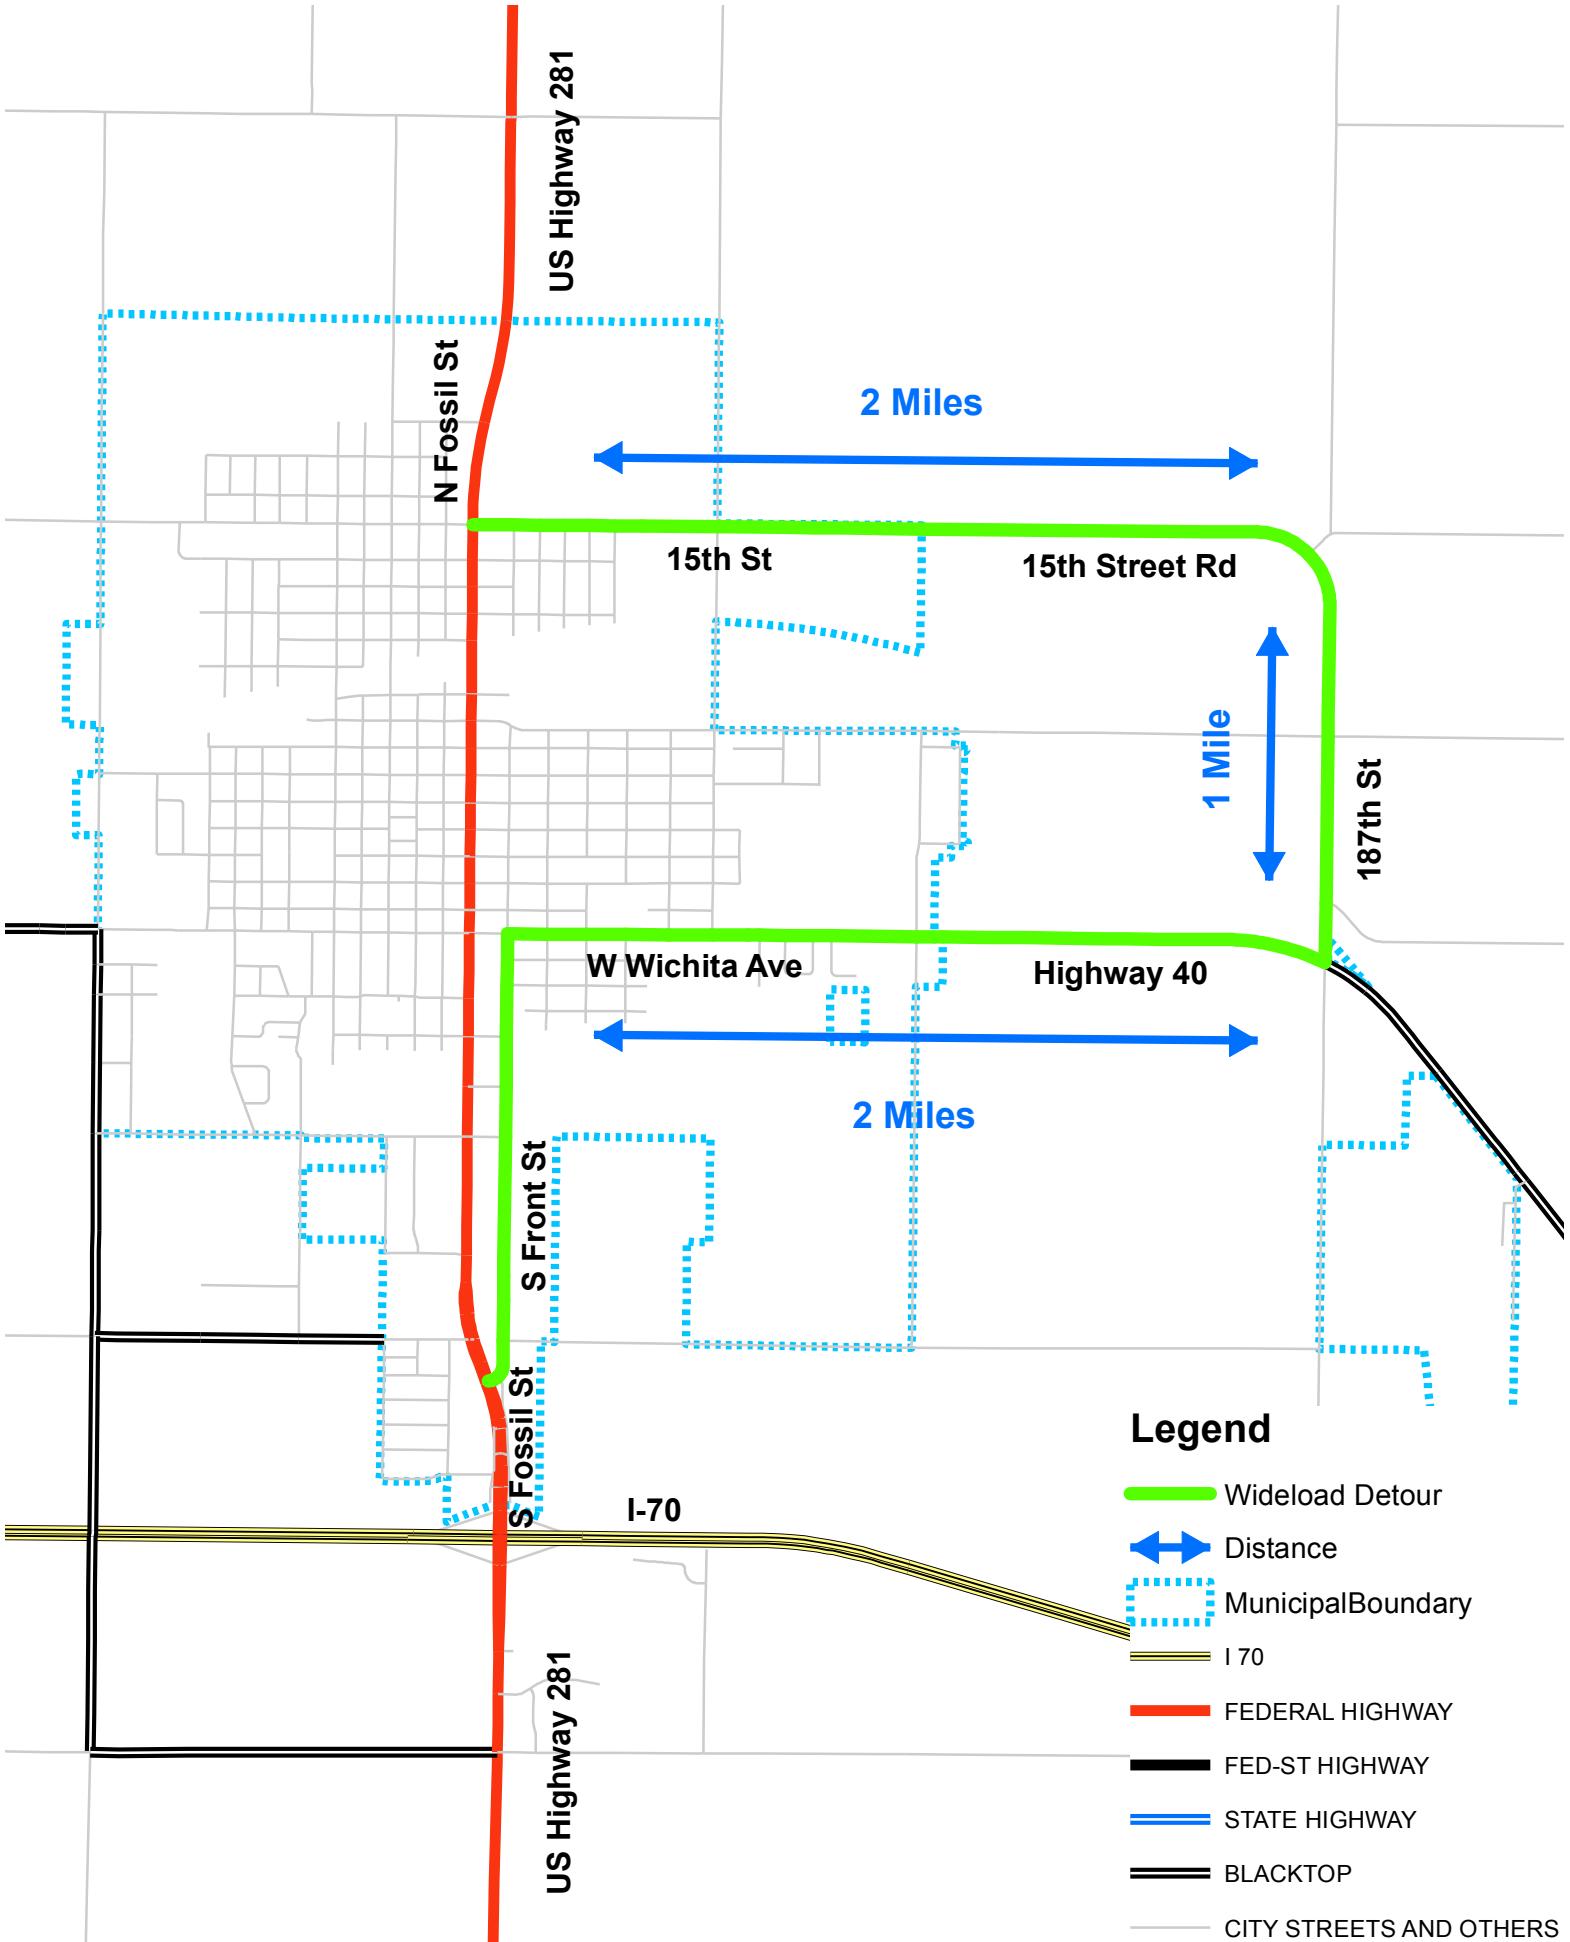 US Highway 281
N Fossil St
2 Miles
15th St
15th Street Rd
1 Mile
187th St
W Wichita Ave
Highway 40
2 Miles
S Front St
S Fossil St
I-70
US Highway 281
Legend
Wideload Detour
Distance
MunicipalBoundary
I 70
FEDERAL HIGHWAY
FED-ST HIGHWAY
STATE HIGHWAY
BLACKTOP
CITY STREETS AND OTHERS